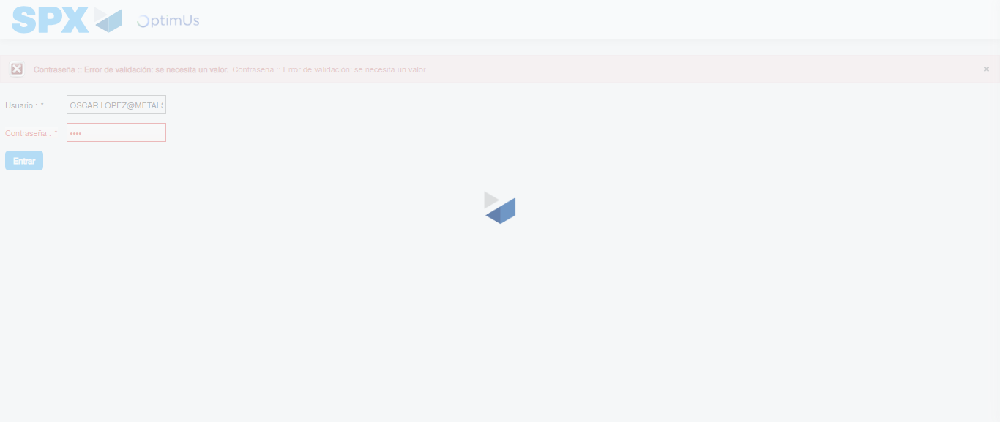 SPX OptimUs
Contraseña :: Error de validación: se necesita un valor. Contraseña :: Error de validación: se necesita un valor.
Usuario : * OSCAR.LOPEZ@METAL
Contraseña : * ••••
Entrar